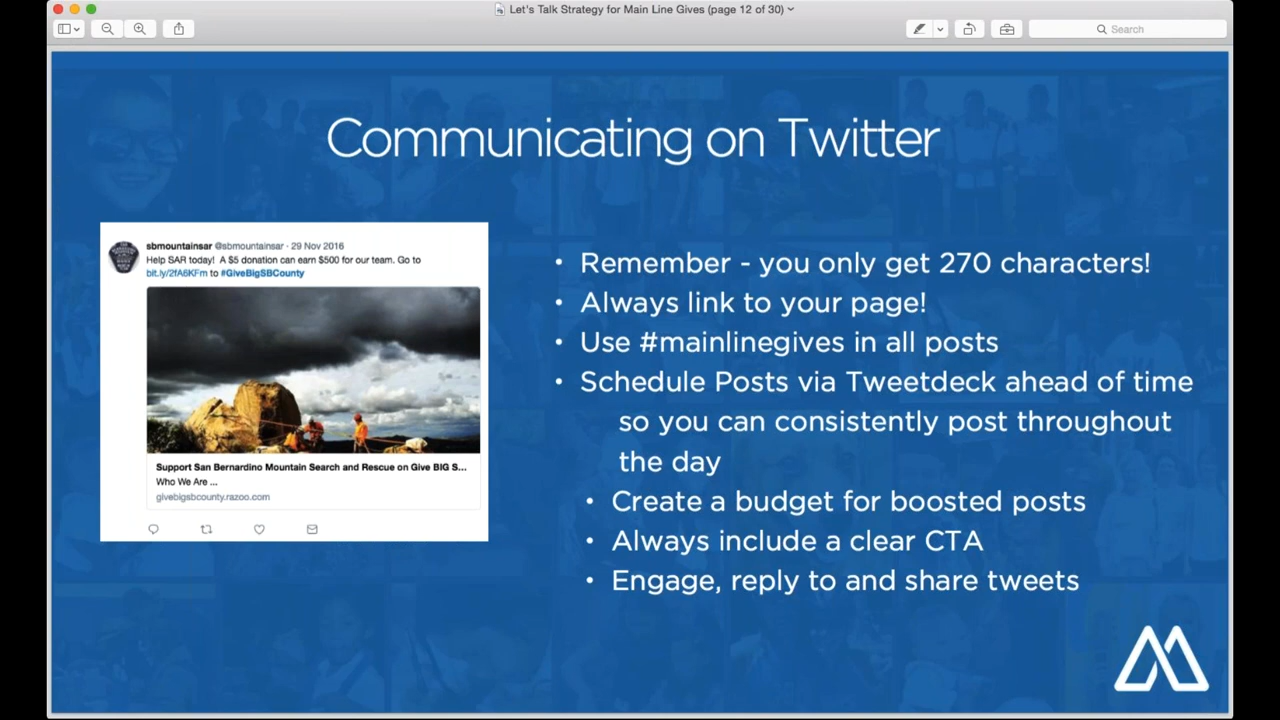 Let's Talk Strategy for Main Line Gives (page 12 of 30)
Search
Communicating on Twitter
sbmountainsar @sbmountainsar · 29 Nov 2016
Help SAR today! A $5 donation can earn $500 for our team. Go to
bit.ly/2fA6KFm to #GiveBigSBCounty
Support San Bernardino Mountain Search and Rescue on Give BIG S...
Who We Are ...
givebigsbcounty.razoo.com
• Remember - you only get 270 characters!
• Always link to your page!
• Use #mainlinegives in all posts
• Schedule Posts via Tweetdeck ahead of time
so you can consistently post throughout
the day
• Create a budget for boosted posts
• Always include a clear CTA
• Engage, reply to and share tweets